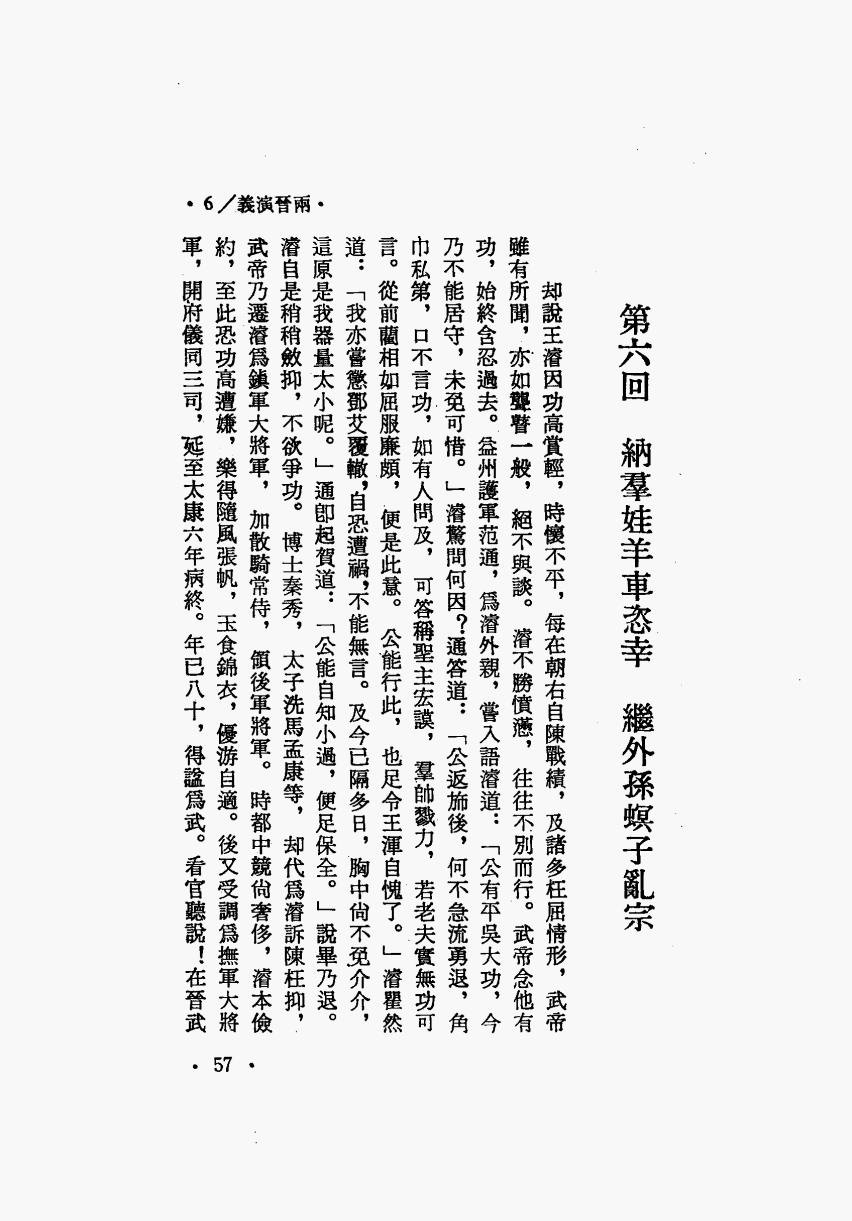 ・6／義演晉兩・
第六回　納羣娃羊車恣幸　繼外孫螟子亂宗
却說王濬因功高賞輕，時懷不平，每在朝右自陳戰績，及諸多枉屈情形，武帝
雖有所聞，亦如聾瞽一般，絕不與談。濬不勝憤懣，往往不別而行。武帝念他有
功，始終含忍過去。益州護軍范通，爲濬外親，嘗入語濬道：「公有平吳大功，今
乃不能居守，未免可惜。」濬驚問何因？通答道：「公返旆後，何不急流勇退，角
巾私第，口不言功，如有人問及，可答稱聖主宏謨，羣帥戮力，若老夫實無功可
言。從前藺相如屈服廉頗，便是此意。公能行此，也足令王渾自愧了。」濬瞿然
道：「我亦嘗懲鄧艾覆轍，自恐遭禍，不能無言。及今已隔多日，胸中尙不免介介，
這原是我器量太小呢。」通卽起賀道：「公能自知小過，便足保全。」說畢乃退。
濬自是稍稍斂抑，不欲爭功。博士秦秀，太子洗馬孟康等，却代爲濬訴陳枉抑，
武帝乃遷濬爲鎮軍大將軍，加散騎常侍，領後軍將軍。時都中競尙奢侈，濬本儉
約，至此恐功高遭嫌，樂得隨風張帆，玉食錦衣，優游自適。後又受調爲撫軍大將
軍，開府儀同三司，延至太康六年病終。年已八十，得諡爲武。看官聽說！在晉武
・57・